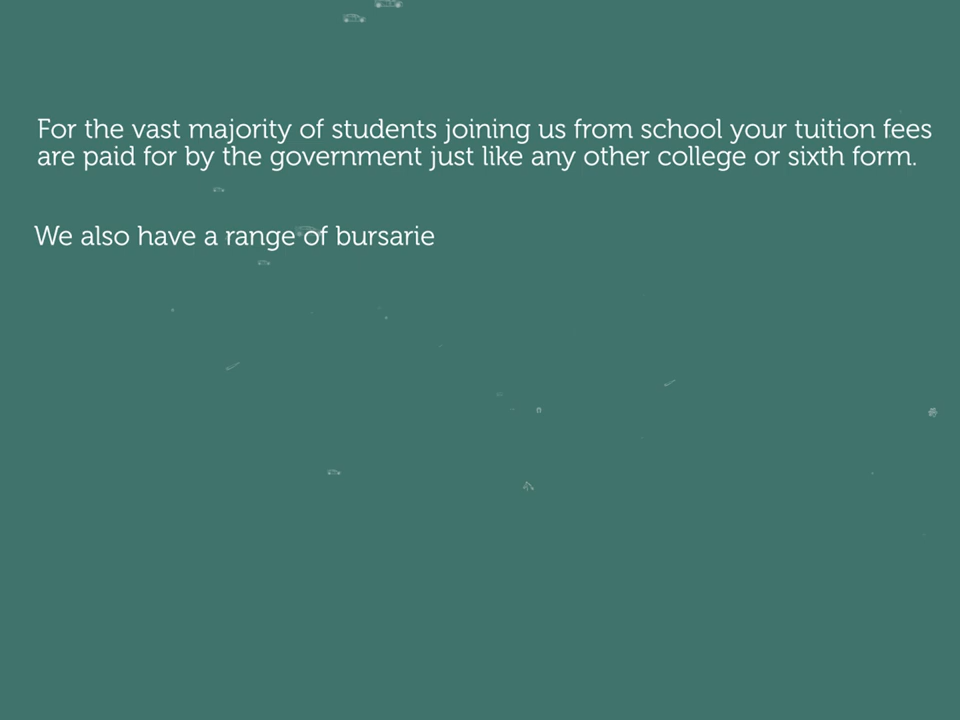 For the vast majority of students joining us from school your tuition fees
are paid for by the government just like any other college or sixth form.
We also have a range of bursarie